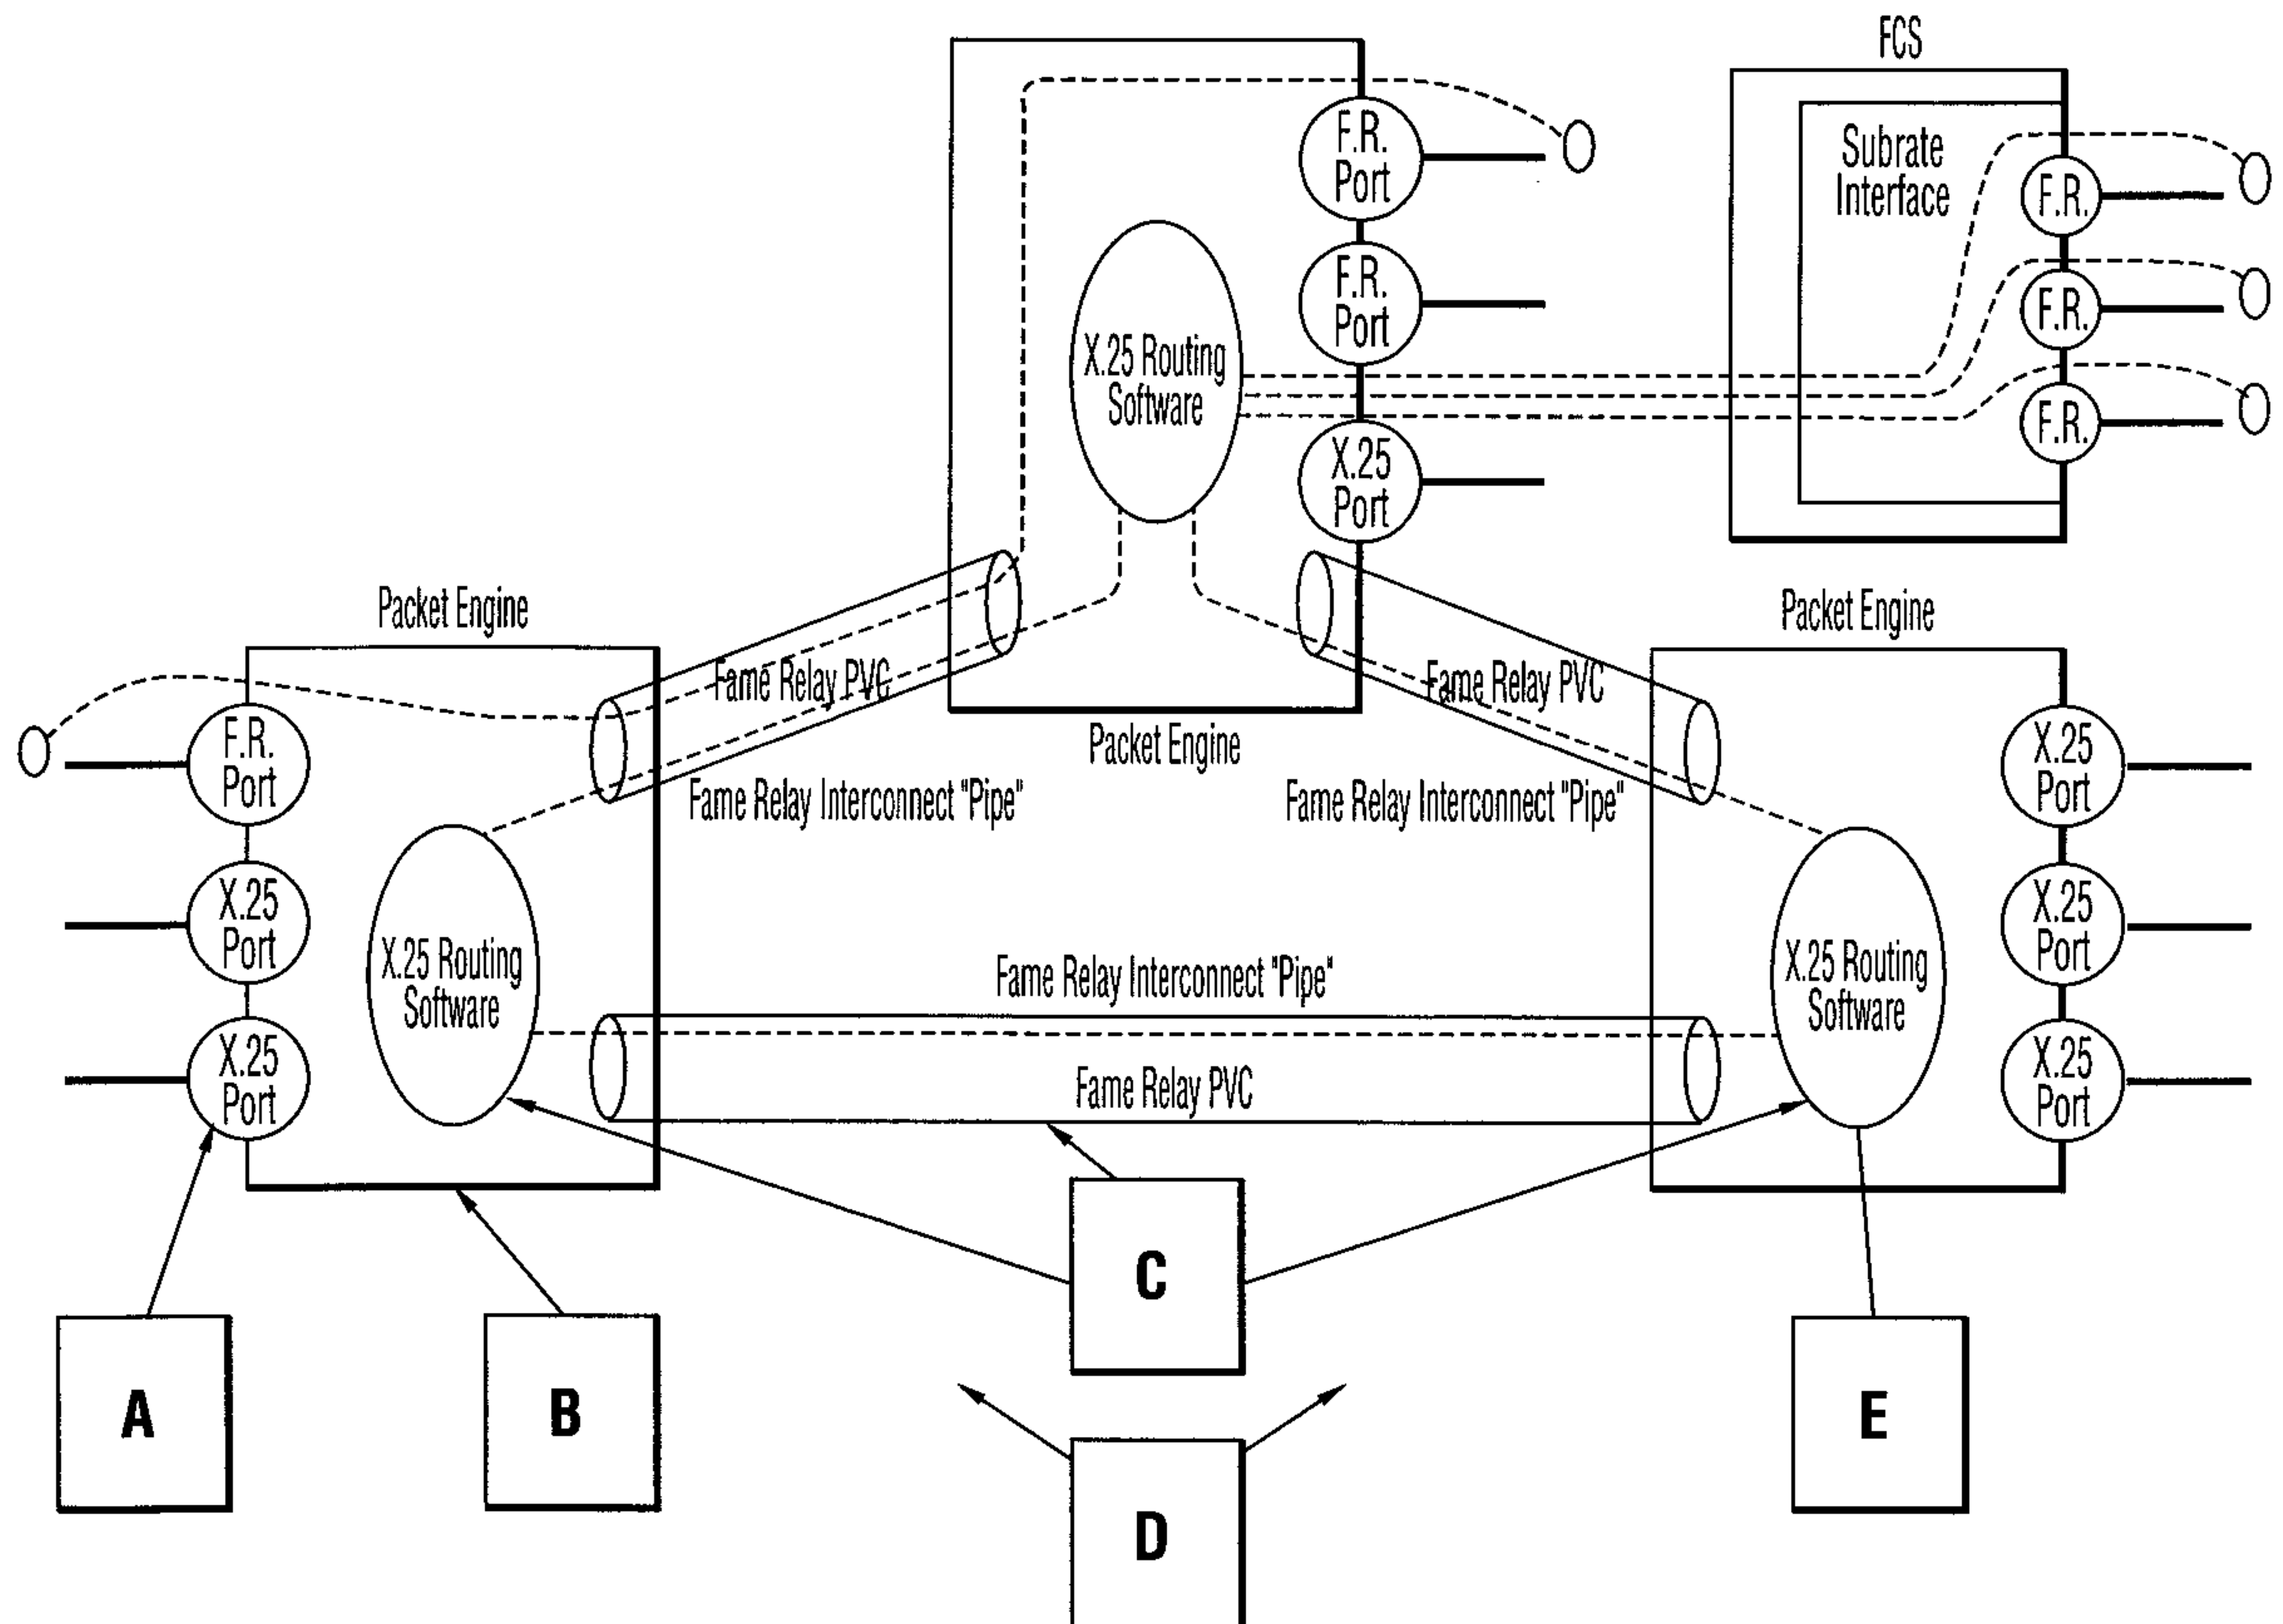 FCS
Subrate
Interface
F.R.
F.R.
F.R.
F.R.
Port
F.R.
Port
X.25
Port
X.25 Routing
Software
Packet Engine
Packet Engine
F.R.
Port
X.25
Port
X.25
Port
X.25 Routing
Software
Fame Relay PVC
Fame Relay Interconnect "Pipe"
Packet Engine
Fame Relay PVC
Fame Relay Interconnect "Pipe"
X.25
Port
X.25
Port
X.25
Port
X.25 Routing
Software
Fame Relay Interconnect "Pipe"
Fame Relay PVC
A
B
C
D
E